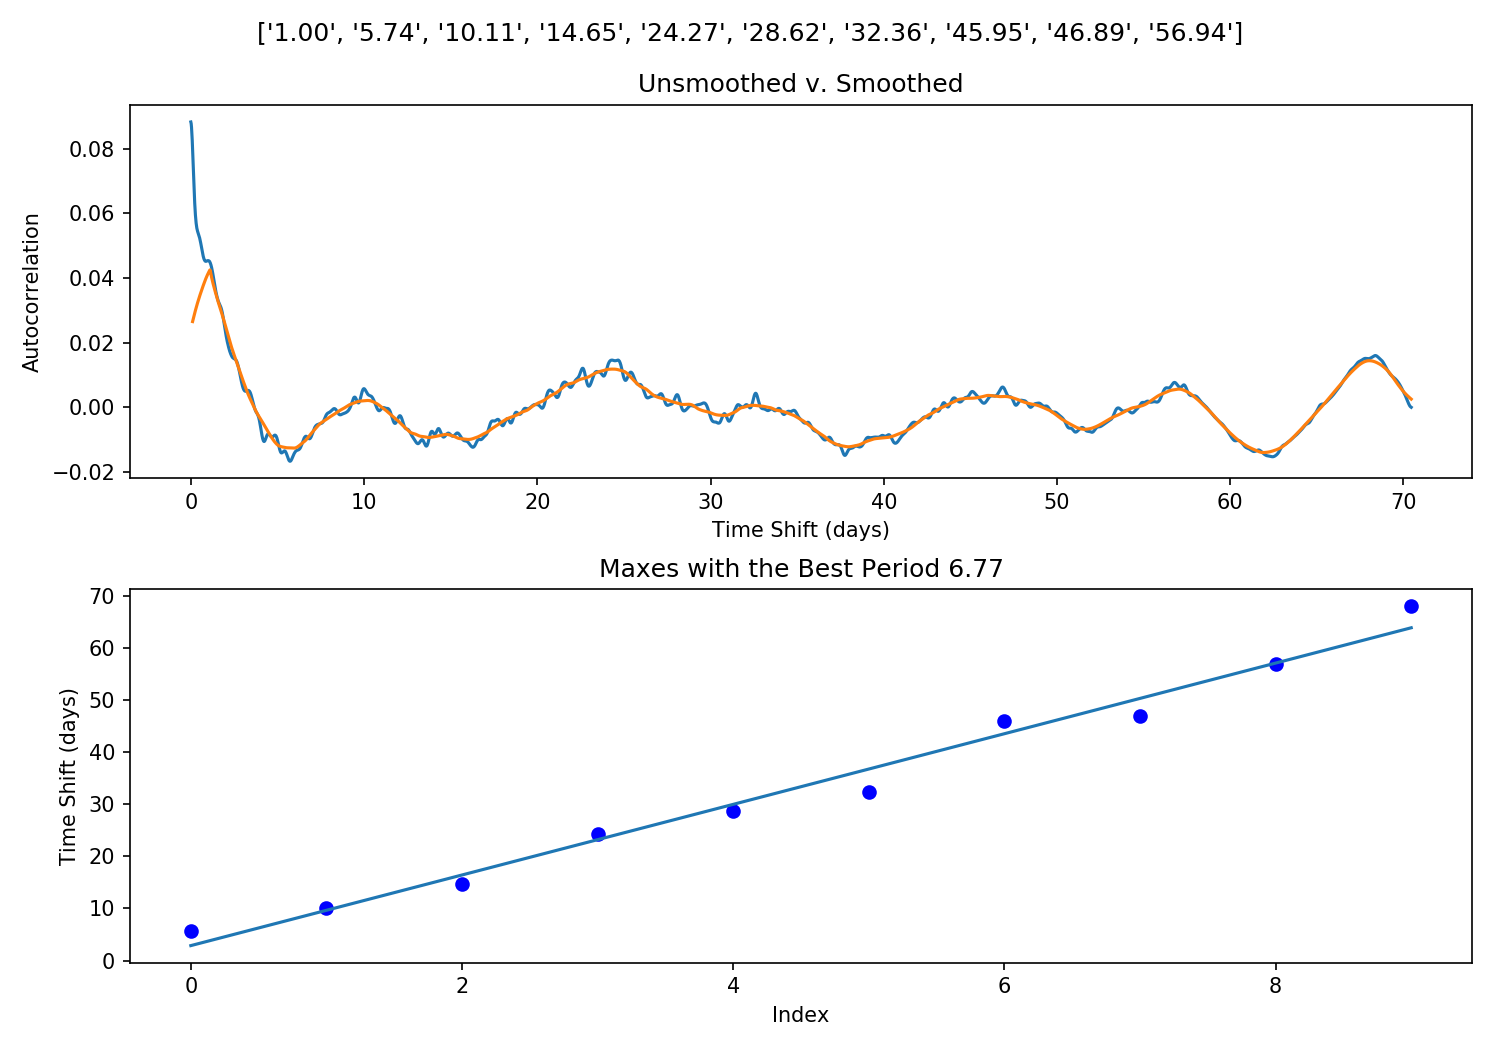 ['1.00', '5.74', '10.11', '14.65', '24.27', '28.62', '32.36', '45.95', '46.89', '56.94']
Unsmoothed v. Smoothed
Autocorrelation
0.08
0.06
0.04
0.02
0.00
−0.02
0 10 20 30 40 50 60 70
Time Shift (days)
Maxes with the Best Period 6.77
Time Shift (days)
70
60
50
40
30
20
10
0
0 2 4 6 8
Index